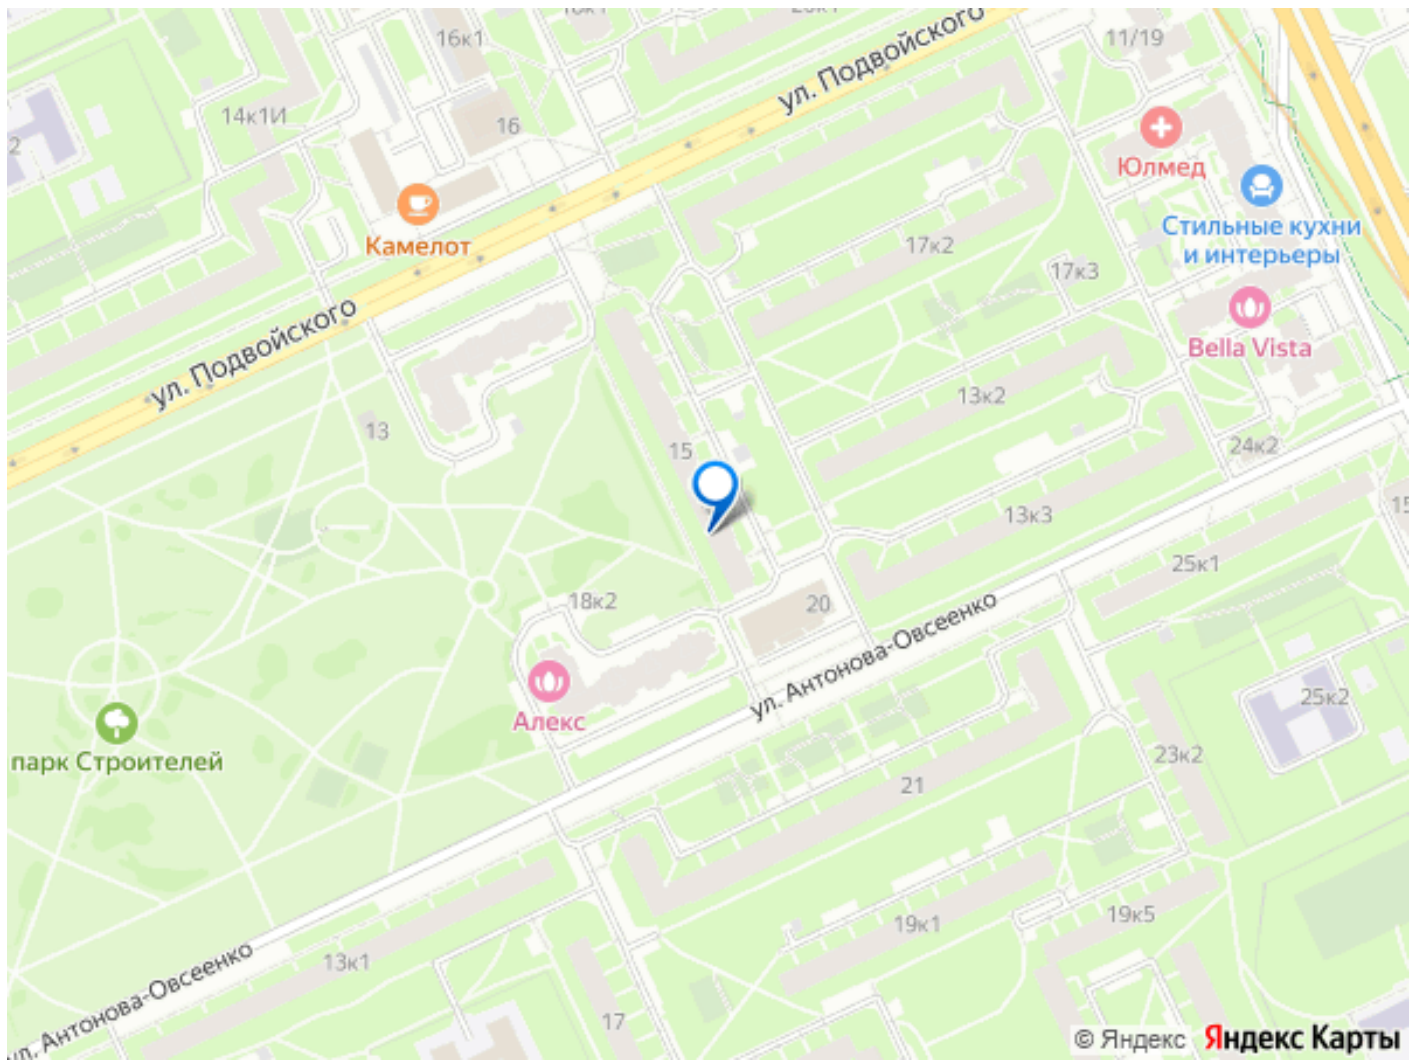 16к1
ул. Подвойского
11/19
14к1И
16
2
Юлмед
Камелот
Стильные кухни
и интерьеры
17к2
17к3
ул. Подвойского
Bella Vista
13к2
13
15
24к2
13к3
15
25к1
18к2
20
ул. Антонова-Овсеенко
Алекс
25к2
парк Строителей
23к2
21
19к5
19к1
13к1
ул. Антонова-Овсеенко
17
© Яндекс Яндекс Карты